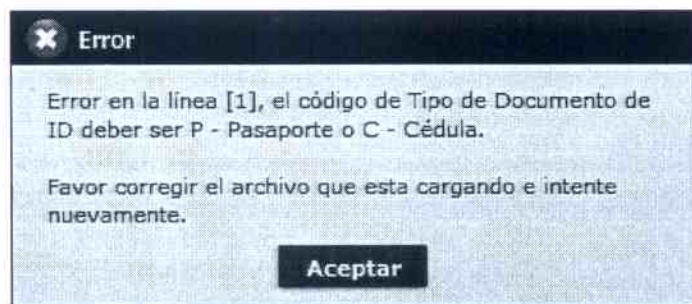 Error
Error en la línea [1], el código de Tipo de Documento de
ID deber ser P - Pasaporte o C - Cédula.
Favor corregir el archivo que esta cargando e intente
nuevamente.
Aceptar